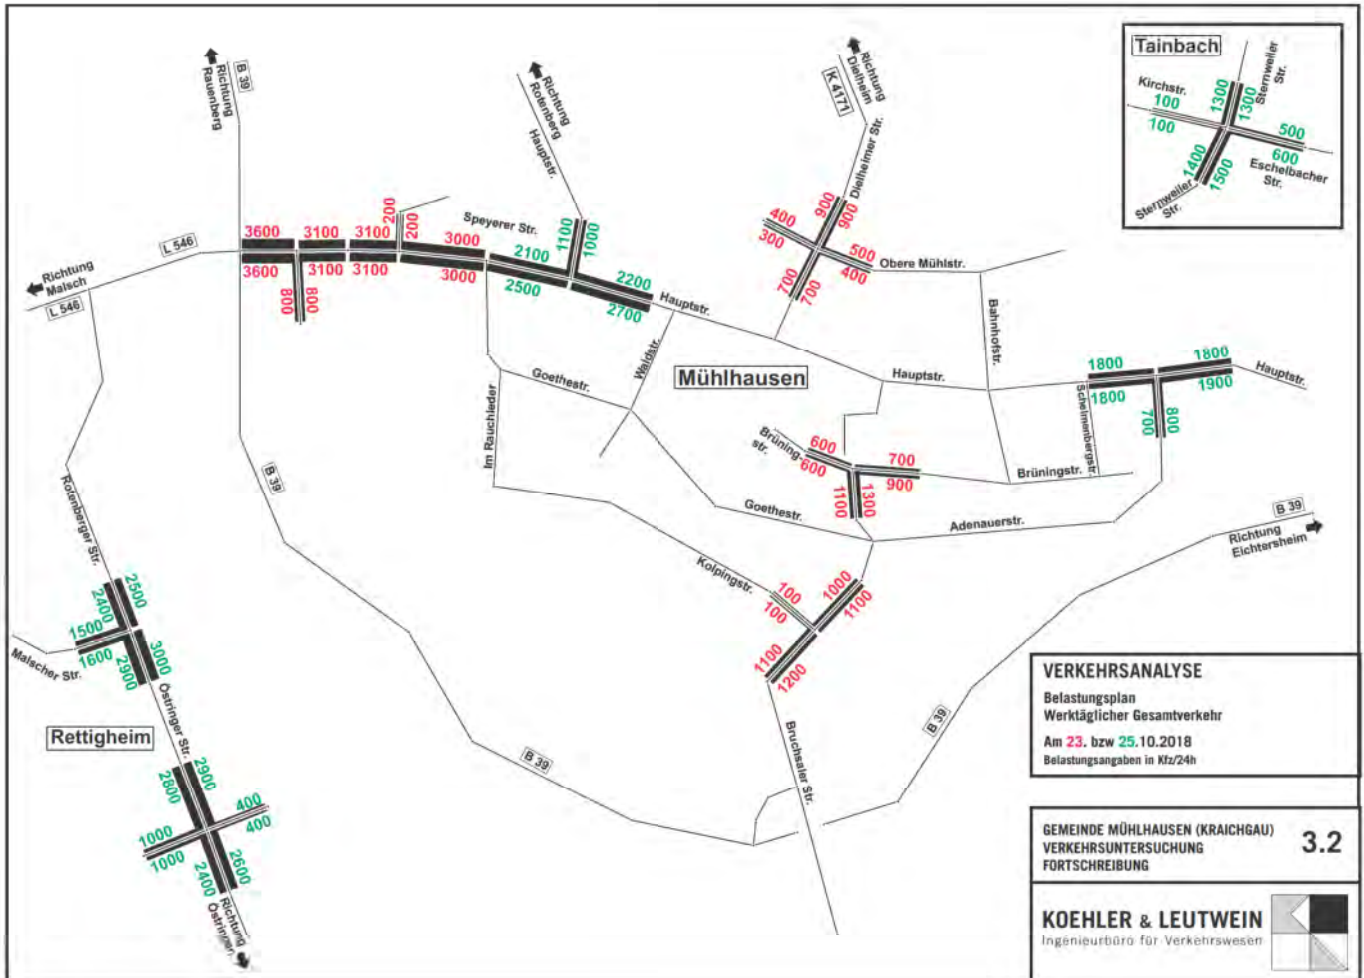 Richtung
Rauenberg
B 39
Richtung
Rotenberg
Hauptstr.
Richtung
Dielheim
K 4171
Dielheimer Str.
Tainbach
Sternweiler
Str.
Kirchstr.
100
100
1300
1300
500
600
Eschelbacher
Str.
1400
1500
Sternweiler
Str.
L 546
Richtung
Malsch
L 546
3600
3600
3100
3100
800
800
3100
3100
200
200
Speyerer Str.
3000
3000
2100
2500
1100
1000
2200
2700
Hauptstr.
400
300
900
900
500
400
700
700
Obere Mühlstr.
Bahnhofstr.
Waldstr.
Mühlhausen
Goethestr.
Im Rauchleder
Hauptstr.
1800
1800
1800
1900
700
800
Hauptstr.
Schelmenbergstr.
Brüning-
str.
600
600
700
900
1100
1300
Brüningstr.
Goethestr.
Adenauerstr.
B 39
Richtung
Eichtersheim
B 39
Kolpingstr.
100
100
1000
1100
1100
1200
Bruchsaler Str.
B 39
B 39
Rotenberger Str.
2400
2500
1500
1600
2900
3000
Malscher Str.
Östringer Str.
Rettigheim
2800
2900
1000
1000
400
400
2400
2600
Richtung
Östringen
VERKEHRSANALYSE
Belastungsplan
Werktäglicher Gesamtverkehr
Am 23. bzw 25.10.2018
Belastungsangaben in Kfz/24h
GEMEINDE MÜHLHAUSEN (KRAICHGAU)
VERKEHRSUNTERSUCHUNG
FORTSCHREIBUNG
3.2
KOEHLER & LEUTWEIN
Ingenieurbüro für Verkehrswesen